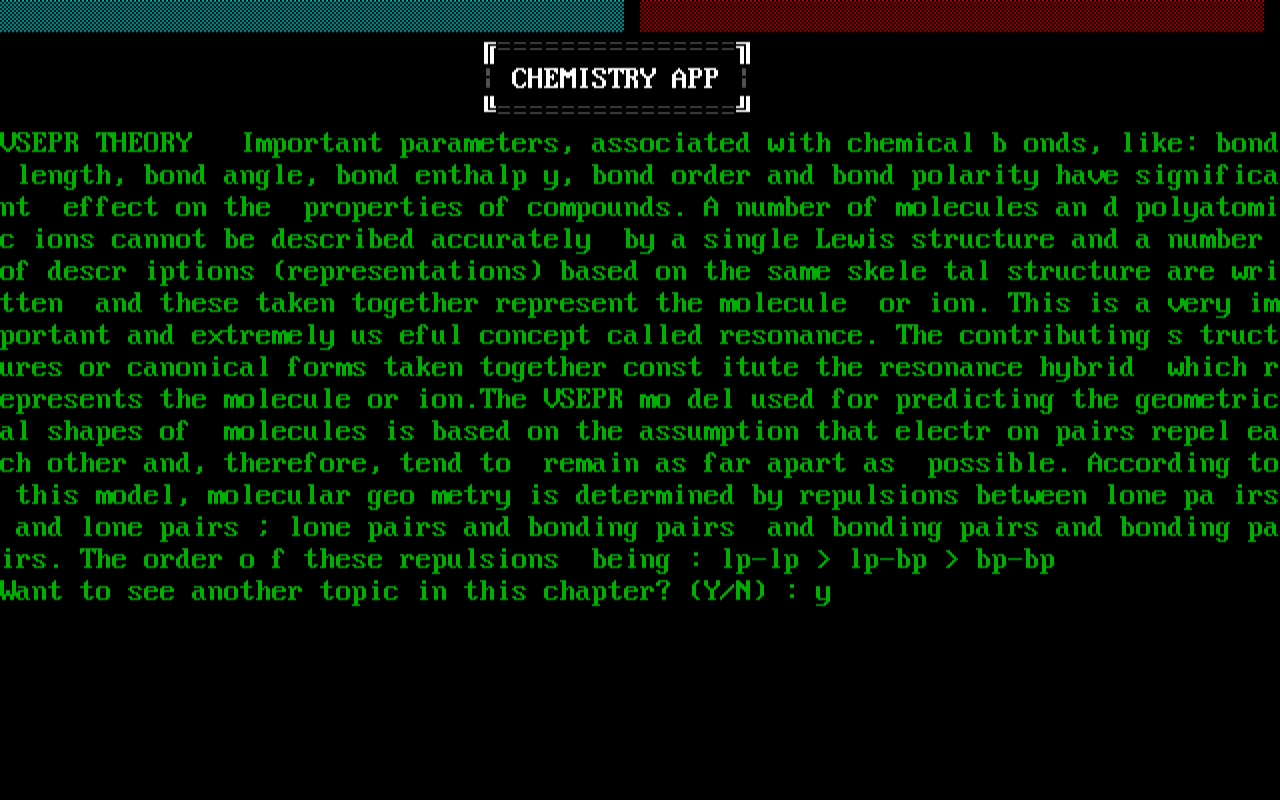 CHEMISTRY APP
VSEPR THEORY   Important parameters, associated with chemical b onds, like: bond
 length, bond angle, bond enthalp y, bond order and bond polarity have significa
nt  effect on the  properties of compounds. A number of molecules an d polyatomi
c ions cannot be described accurately  by a single Lewis structure and a number
of descr iptions (representations) based on the same skele tal structure are wri
tten  and these taken together represent the molecule  or ion. This is a very im
portant and extremely us eful concept called resonance. The contributing s truct
ures or canonical forms taken together const itute the resonance hybrid  which r
epresents the molecule or ion.The VSEPR mo del used for predicting the geometric
al shapes of  molecules is based on the assumption that electr on pairs repel ea
ch other and, therefore, tend to  remain as far apart as  possible. According to
 this model, molecular geo metry is determined by repulsions between lone pa irs
 and lone pairs ; lone pairs and bonding pairs  and bonding pairs and bonding pa
irs. The order o f these repulsions  being : lp-lp > lp-bp > bp-bp
Want to see another topic in this chapter? (Y/N) : y